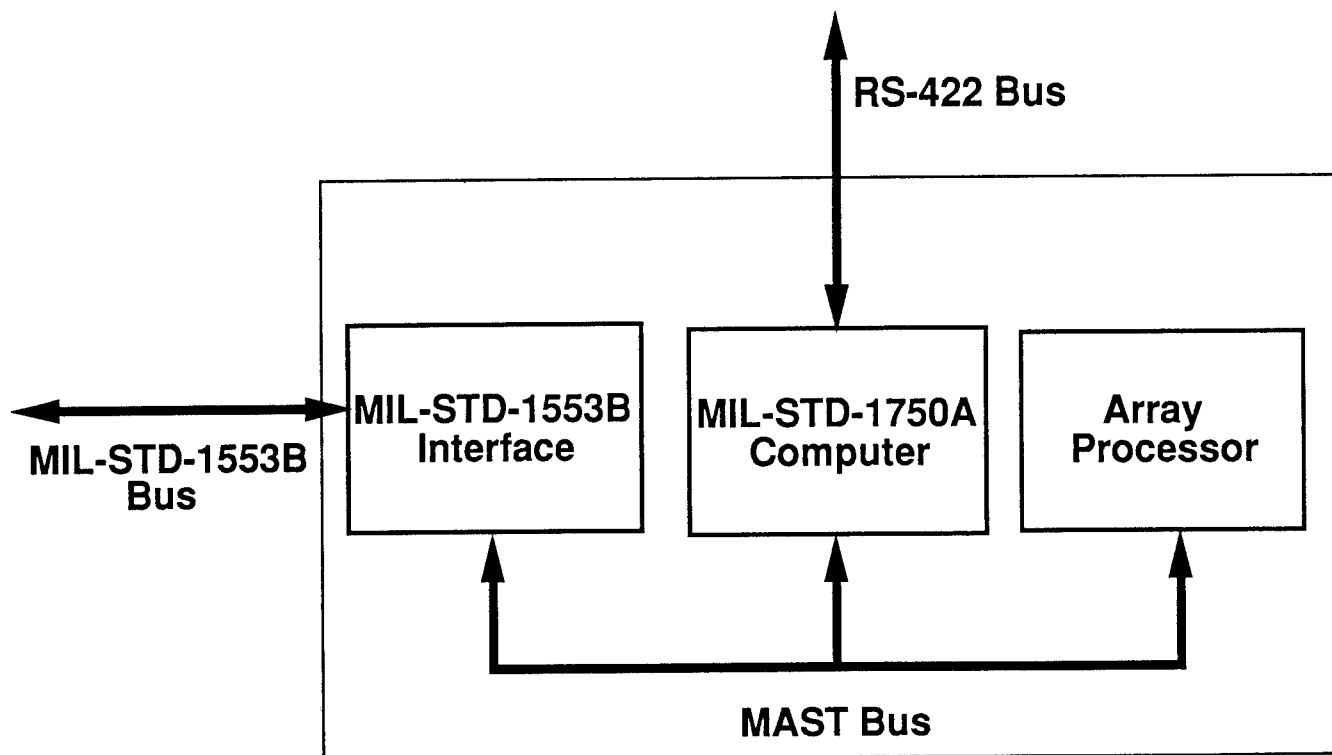 RS-422 Bus
MIL-STD-1553B
Interface
MIL-STD-1750A
Computer
Array
Processor
MIL-STD-1553B
Bus
MAST Bus